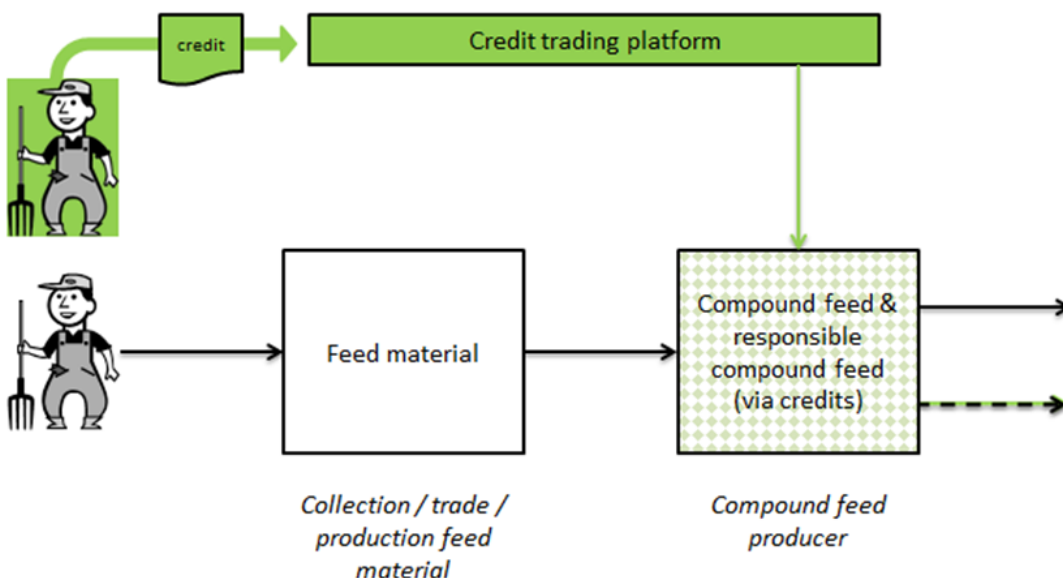 credit
Credit trading platform
Feed material
Compound feed &
responsible
compound feed
(via credits)
Collection / trade /
production feed
material
Compound feed
producer